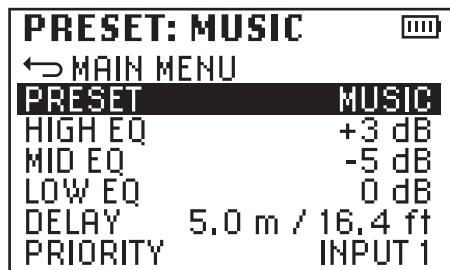 PRESET: MUSIC
MAIN MENU
PRESET MUSIC
HIGH EQ +3 dB
MID EQ -5 dB
LOW EQ 0 dB
DELAY 5.0 m / 16.4 ft
PRIORITY INPUT 1